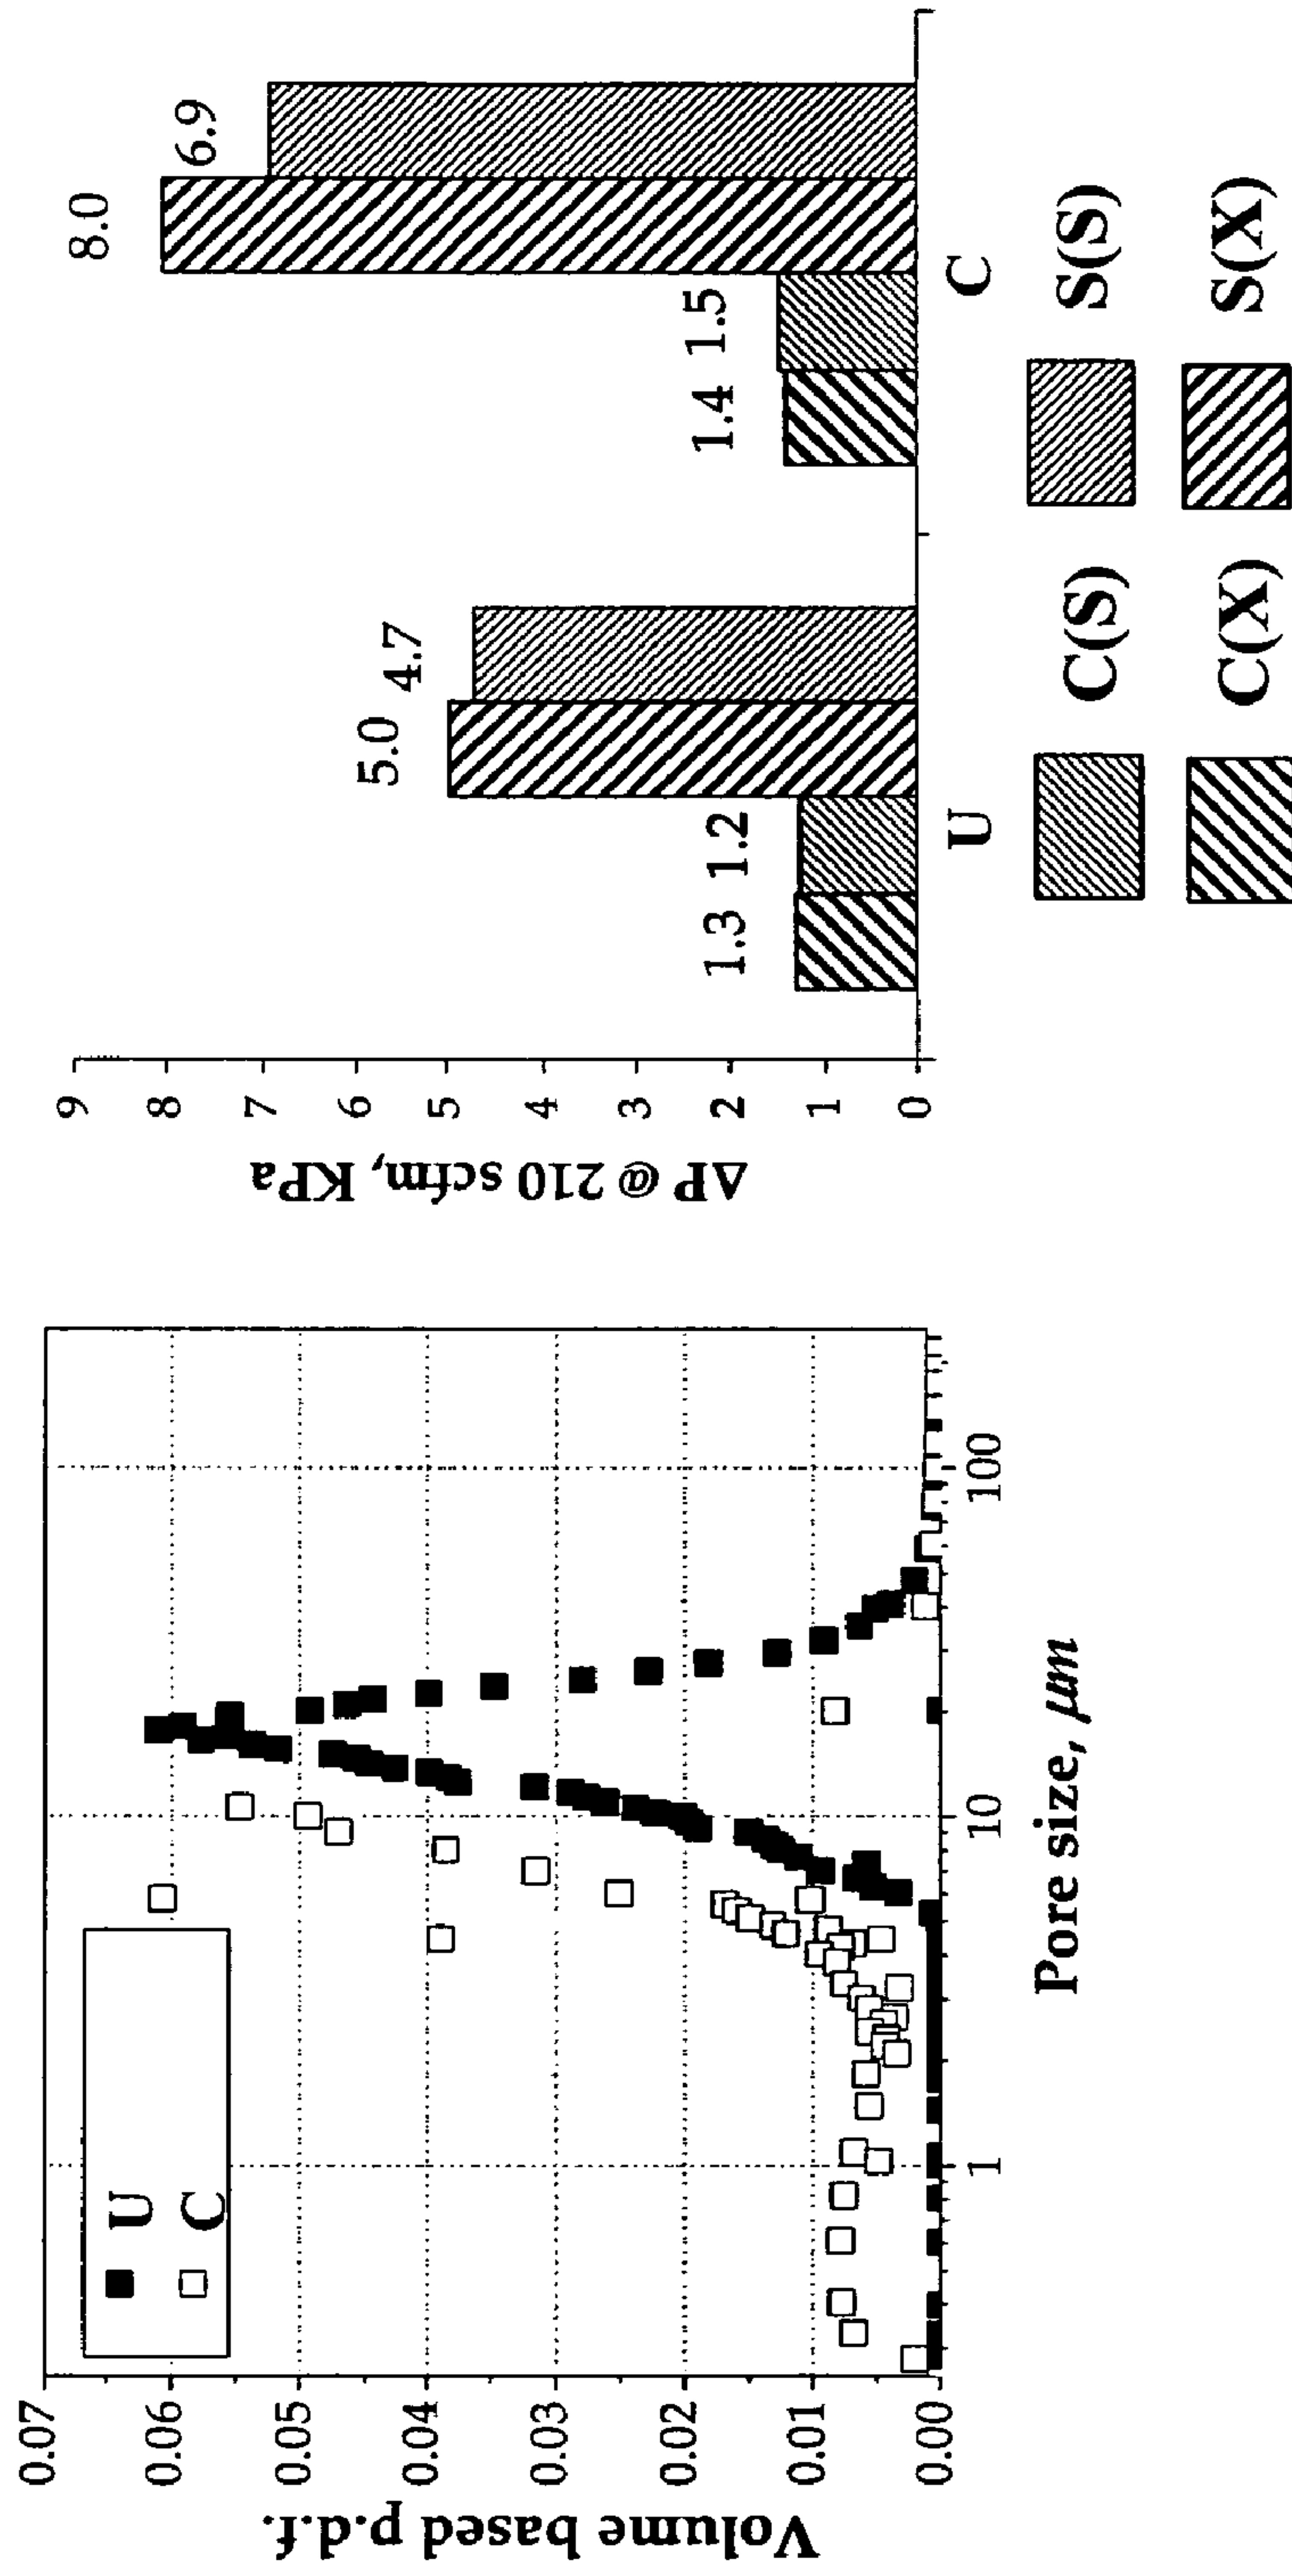 U
C
0.07
0.06
0.05
0.04
0.03
0.02
0.01
0.00
Volume based p.d.f.
1
10
100
Pore size, μm
9
8
7
6
5
4
3
2
1
0
ΔP @ 210 scfm, KPa
1.3
1.2
5.0
4.7
1.4
1.5
8.0
6.9
U
C
C(S)
S(S)
C(X)
S(X)